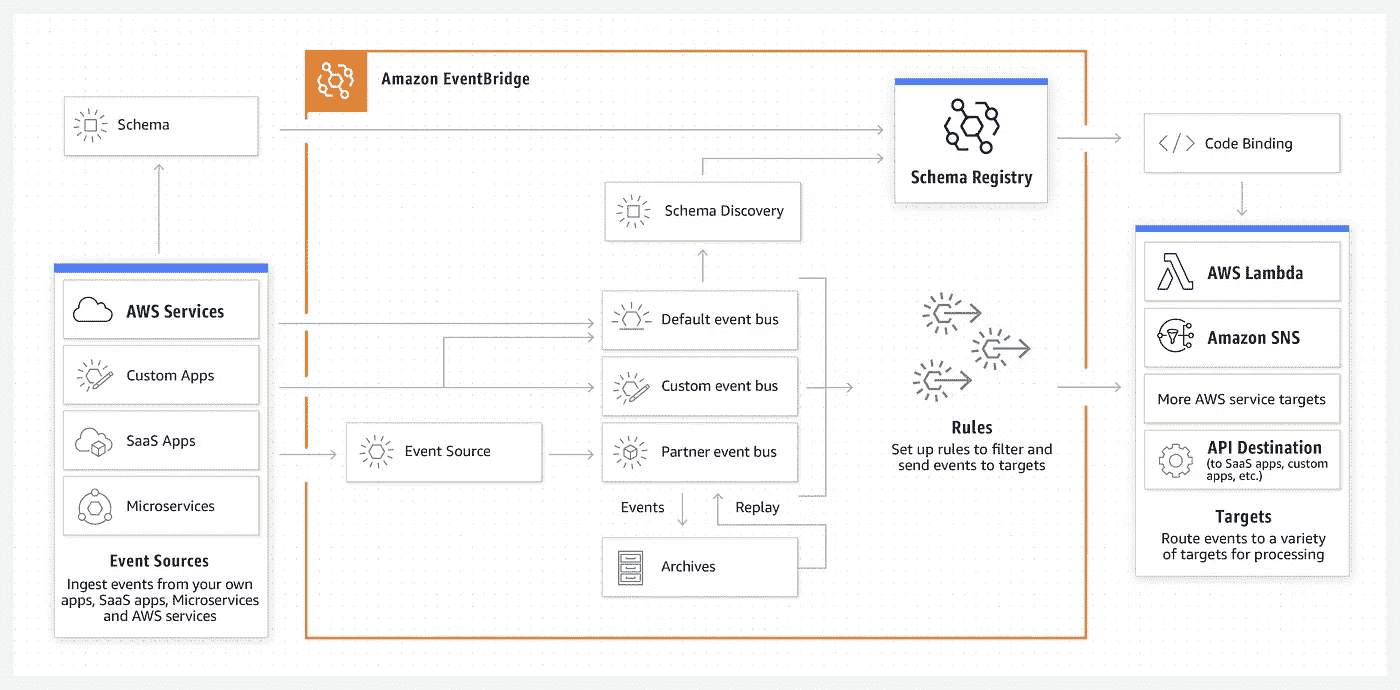 Amazon EventBridge
Schema
Schema Registry
Code Binding
Schema Discovery
AWS Services
Custom Apps
SaaS Apps
Microservices
Event Sources
Ingest events from your own
apps, SaaS apps, Microservices
and AWS services
Event Source
Default event bus
Custom event bus
Partner event bus
Events
Replay
Archives
Rules
Set up rules to filter and
send events to targets
AWS Lambda
Amazon SNS
More AWS service targets
API Destination
(to SaaS apps, custom
apps, etc.)
Targets
Route events to a variety
of targets for processing